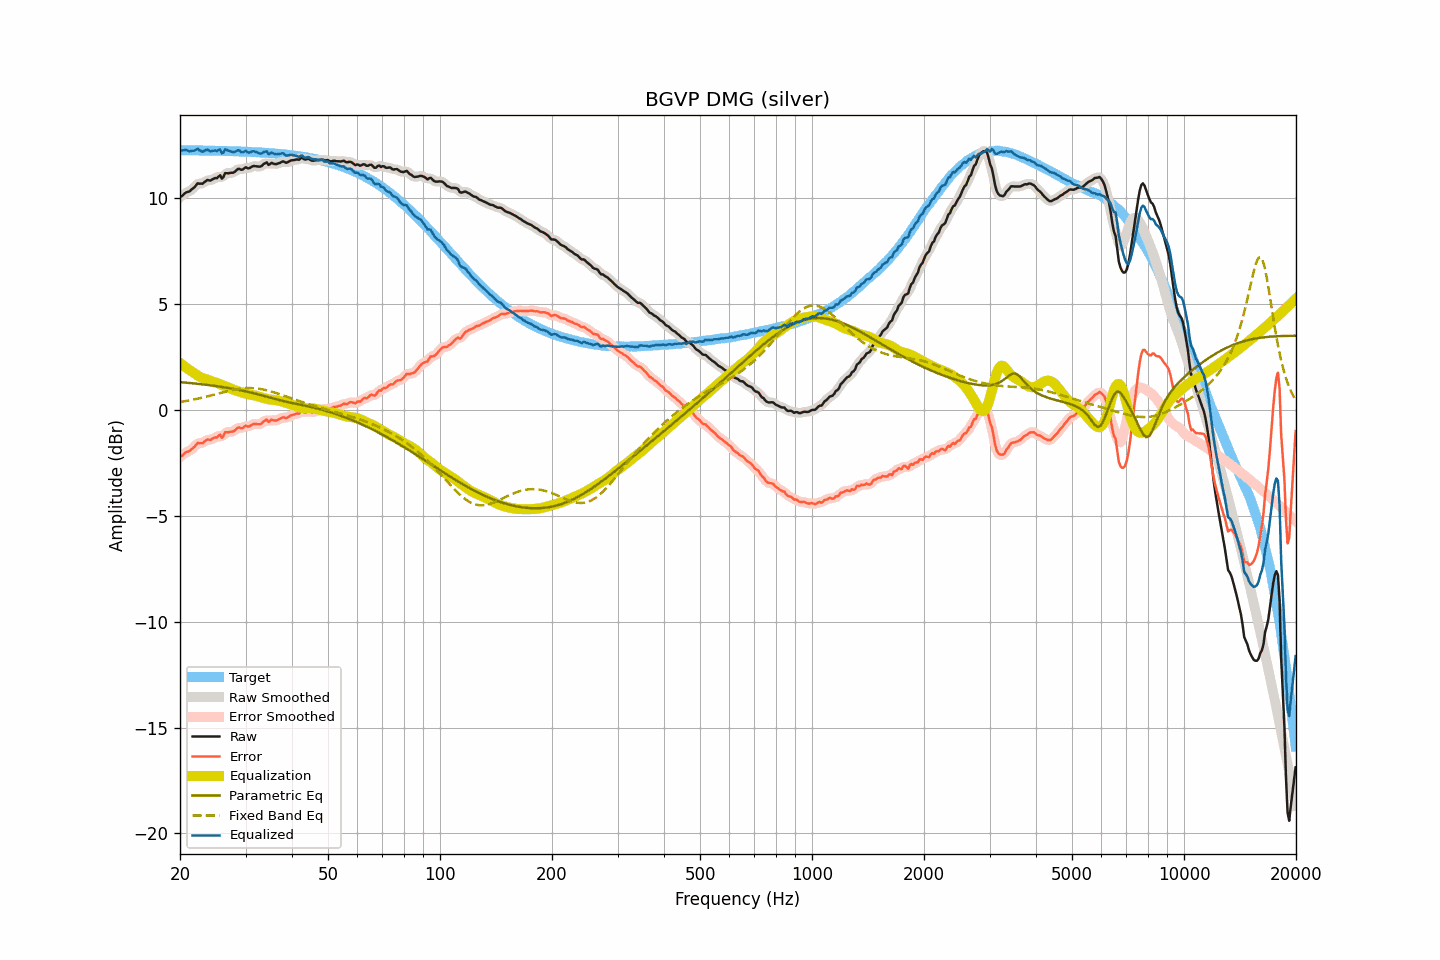 BGVP DMG (silver)
Amplitude (dBr)
10
5
0
−5
−10
−15
−20
Target
Raw Smoothed
Error Smoothed
Raw
Error
Equalization
Parametric Eq
Fixed Band Eq
Equalized
20 50 100 200 500 1000 2000 5000 10000 20000
Frequency (Hz)